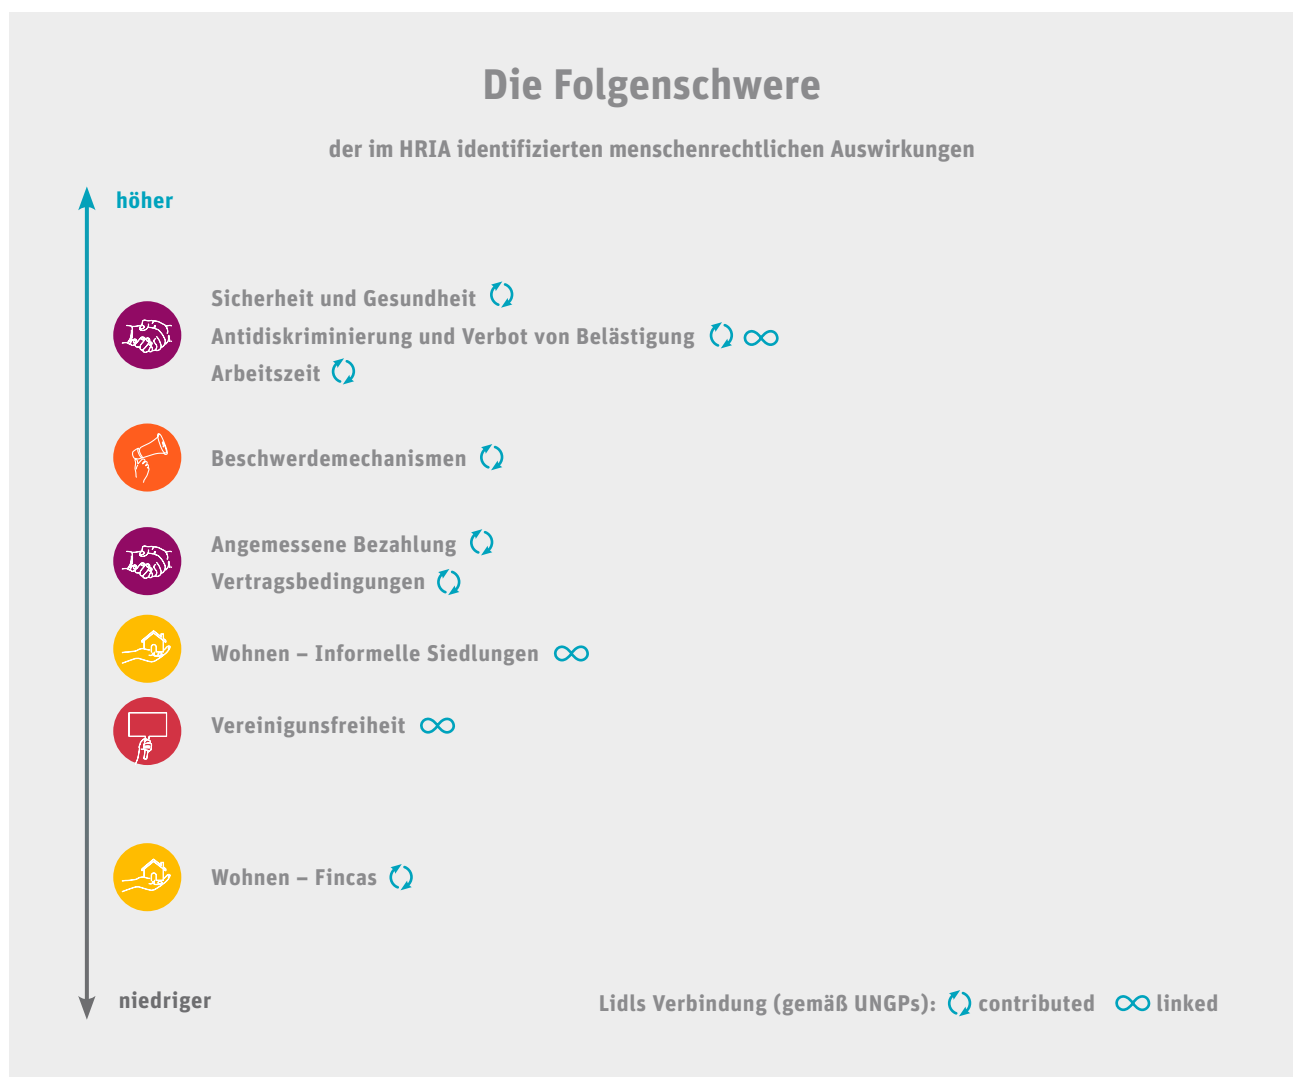 Die Folgenschwere
der im HRIA identifizierten menschenrechtlichen Auswirkungen
höher
Sicherheit und Gesundheit
Antidiskriminierung und Verbot von Belästigung
Arbeitszeit
Beschwerdemechanismen
Angemessene Bezahlung
Vertragsbedingungen
Wohnen – Informelle Siedlungen
Vereinigunsfreiheit
Wohnen – Fincas
niedriger
Lidls Verbindung (gemäß UNGPs): contributed linked